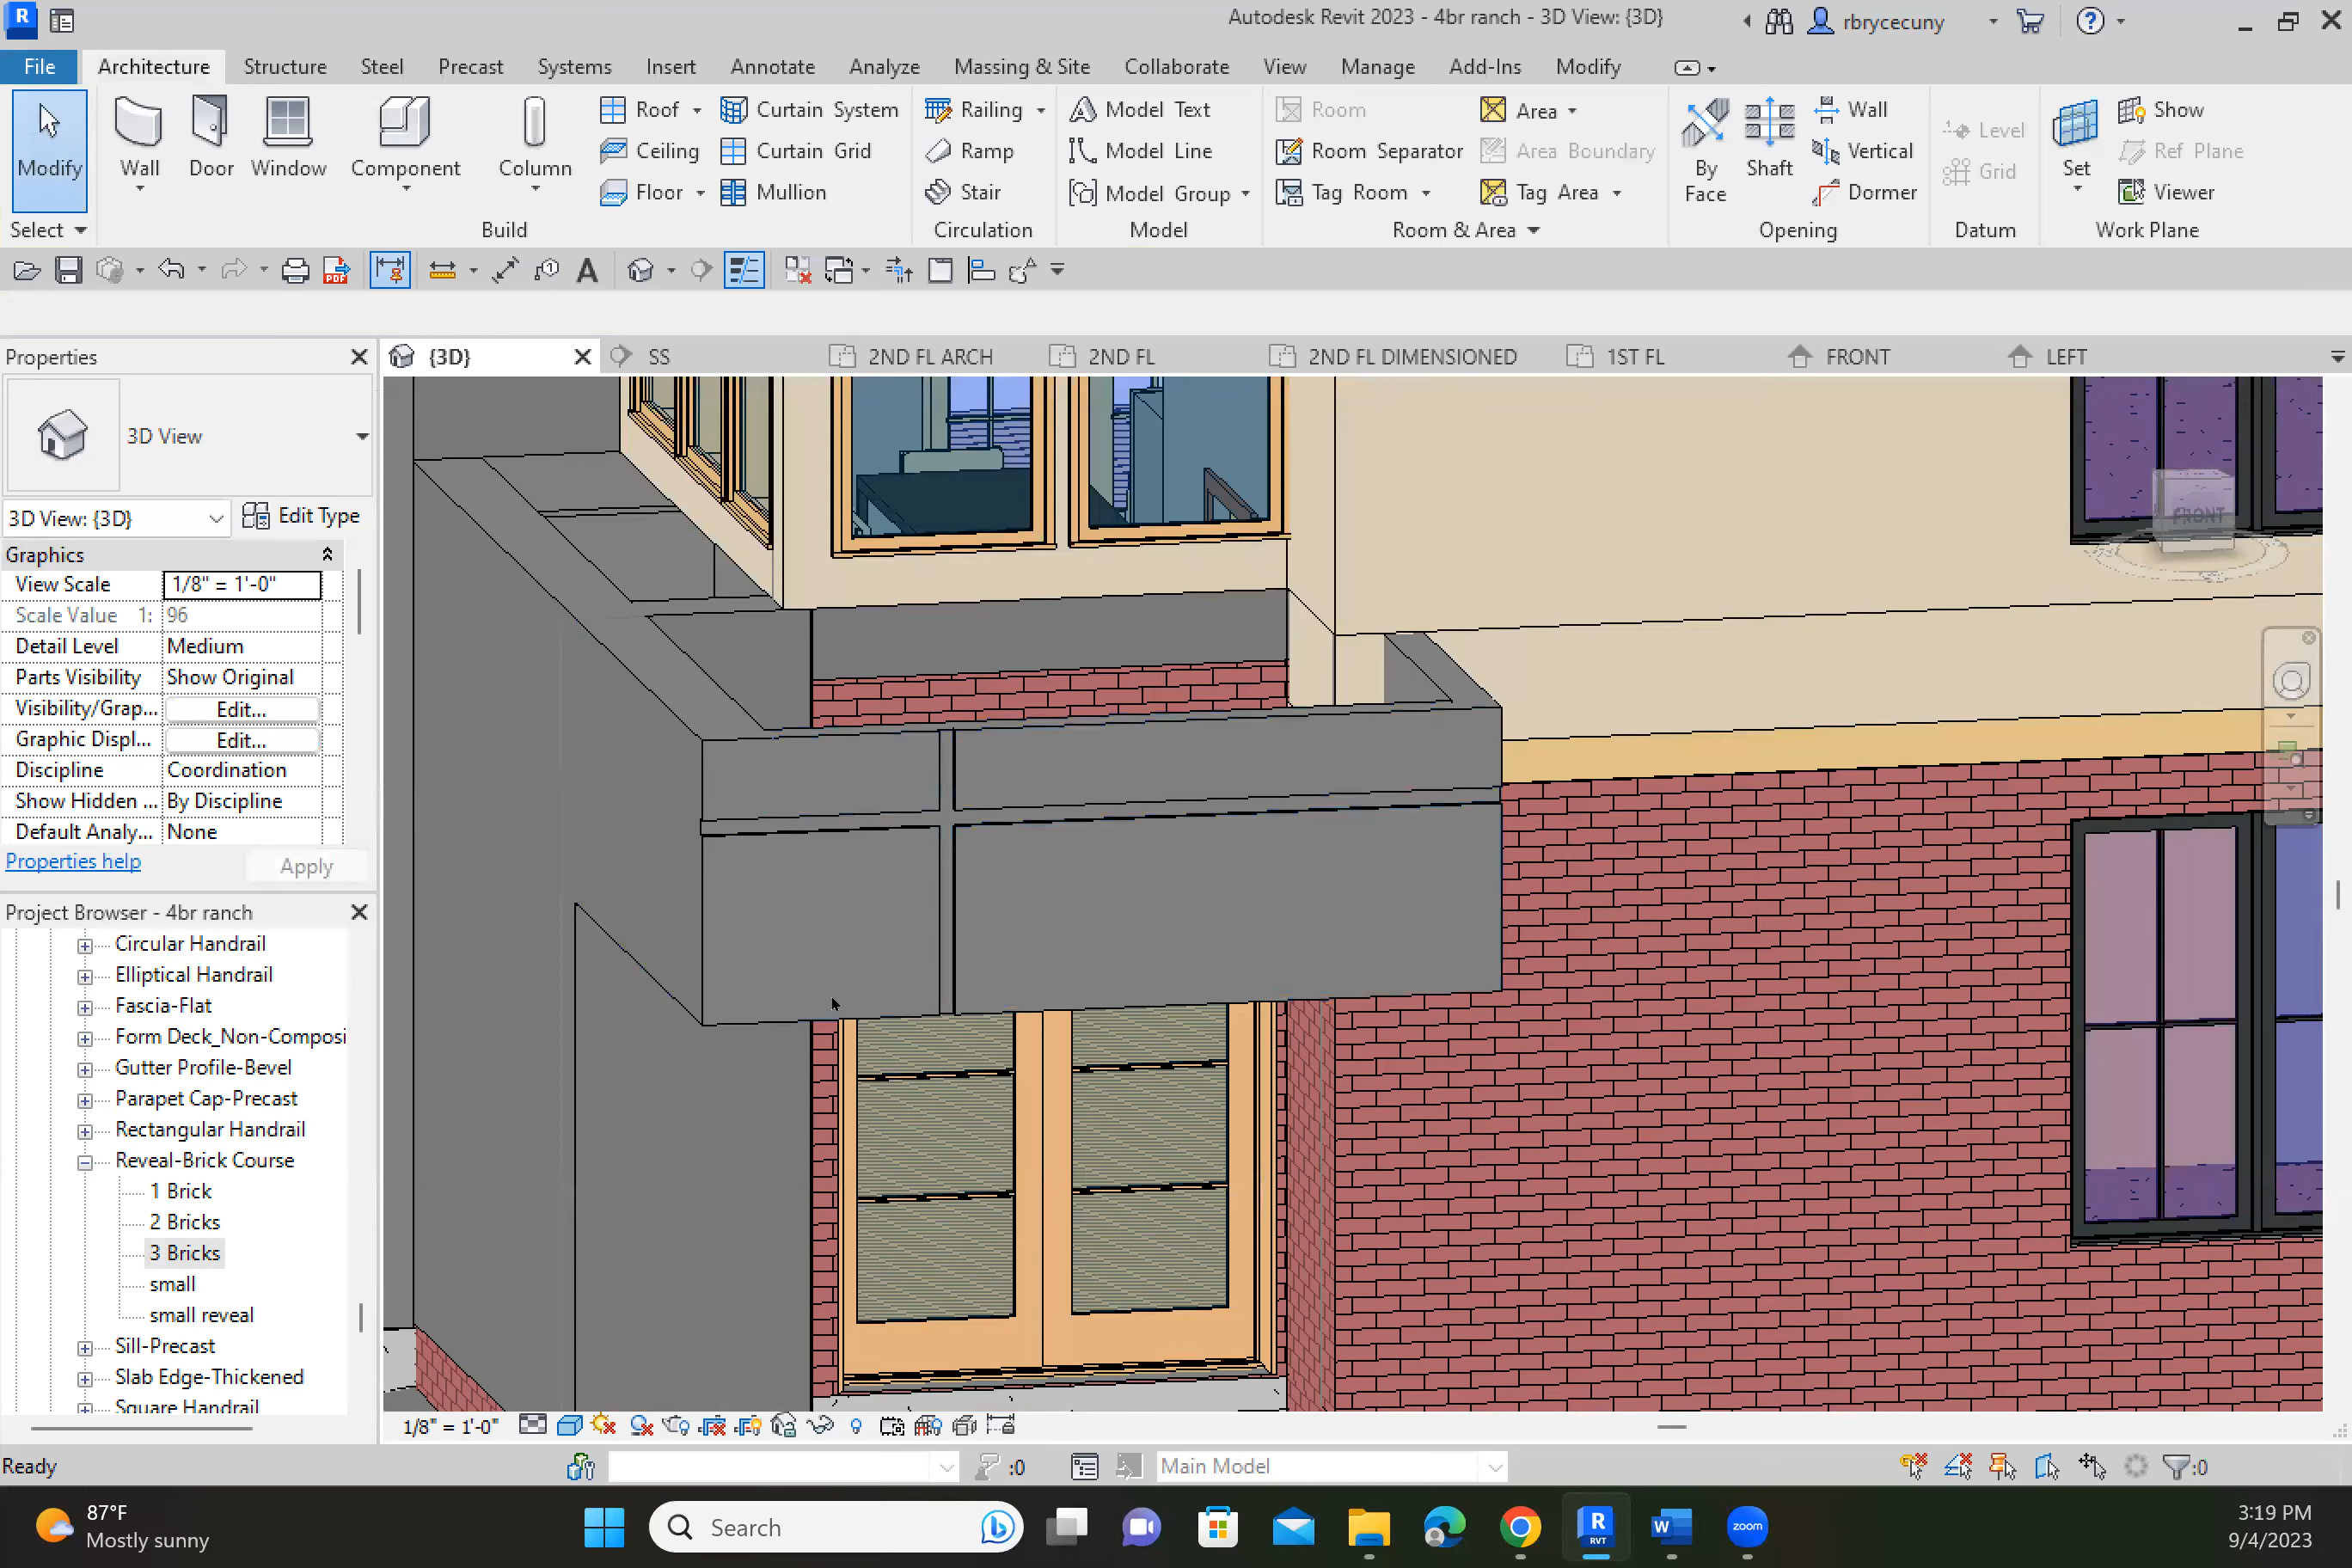 R
Autodesk Revit 2023 - 4br ranch - 3D View: {3D}
rbrycecuny
File Architecture Structure Steel Precast Systems Insert Annotate Analyze Massing & Site Collaborate View Manage Add-Ins Modify
Modify
Select
Wall
Door
Window
Component
Column
Roof
Ceiling
Floor
Curtain System
Curtain Grid
Mullion
Build
Railing
Ramp
Stair
Circulation
Model Text
Model Line
Model Group
Model
Room
Room Separator
Tag Room
Area
Area Boundary
Tag Area
Room & Area
By
Face
Shaft
Wall
Vertical
Dormer
Opening
Level
Grid
Datum
Set
Show
Ref Plane
Viewer
Work Plane
PDF
A
Properties
{3D} SS 2ND FL ARCH 2ND FL 2ND FL DIMENSIONED 1ST FL FRONT LEFT
3D View
3D View: {3D} Edit Type
Graphics
View Scale 1/8" = 1'-0"
Scale Value 1: 96
Detail Level Medium
Parts Visibility Show Original
Visibility/Grap... Edit...
Graphic Displ... Edit...
Discipline Coordination
Show Hidden ... By Discipline
Default Analy... None
Properties help Apply
Project Browser - 4br ranch
Circular Handrail
Elliptical Handrail
Fascia-Flat
Form Deck_Non-Composi
Gutter Profile-Bevel
Parapet Cap-Precast
Rectangular Handrail
Reveal-Brick Course
1 Brick
2 Bricks
3 Bricks
small
small reveal
Sill-Precast
Slab Edge-Thickened
Square Handrail
FRONT
1/8" = 1'-0"
Ready
:0
Main Model
:0
87°F
Mostly sunny
Search
R
RVT
W
zoom
3:19 PM
9/4/2023